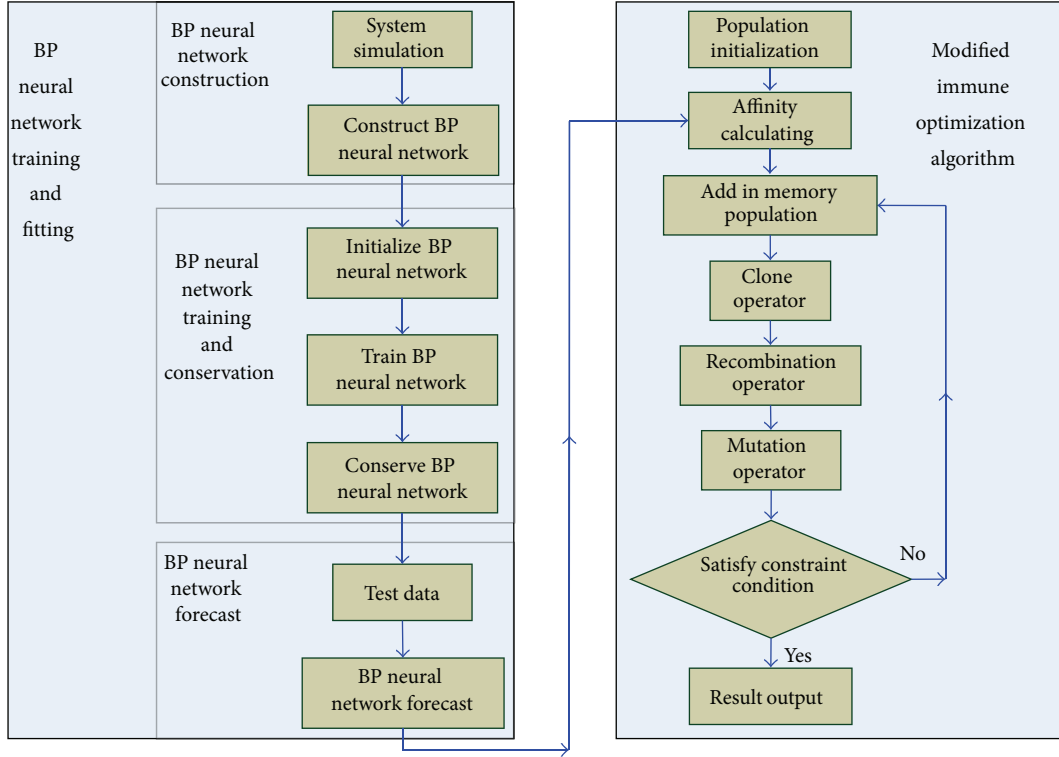 BP
neural
network
training
and
fitting
BP neural
network
construction
System
simulation
Construct BP
neural network
BP neural
network
training
and
conservation
Initialize BP
neural network
Train BP
neural network
Conserve BP
neural network
BP neural
network
forecast
Test data
BP neural
network forecast
Population
initialization
Modified
immune
optimization
algorithm
Affinity
calculating
Add in memory
population
Clone
operator
Recombination
operator
Mutation
operator
Satisfy constraint
condition
No
Yes
Result output